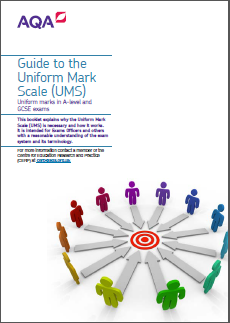 AQA
Guide to the
Uniform Mark
Scale (UMS)
Uniform marks in A-level and
GCSE exams
This booklet explains why the Uniform Mark
Scale (UMS) is necessary and how it works.
It is intended for Exams Officers and others
with a reasonable understanding of the exam
system and its terminology.
For more information contact a member of the
Centre for Education Research and Practice
(CERP) at